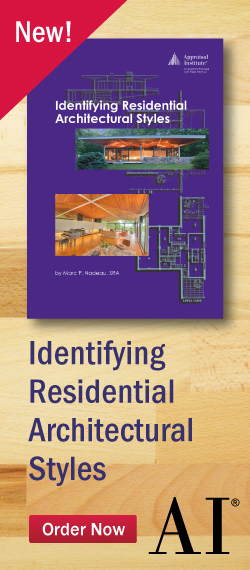 New!
Appraisal
Institute®
Identifying Residential
Architectural Styles
by Marc P. Nadeau, SRA
Identifying
Residential
Architectural
Styles
Order Now
AI®